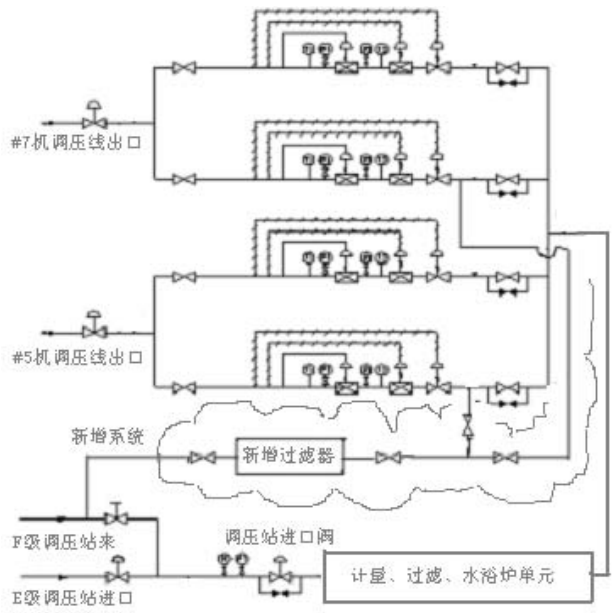 #7机调压线出口
#5机调压线出口
新增系统
新增过滤器
F级调压站来
调压站进口阀
计量、过滤、水浴炉单元
E级调压站进口